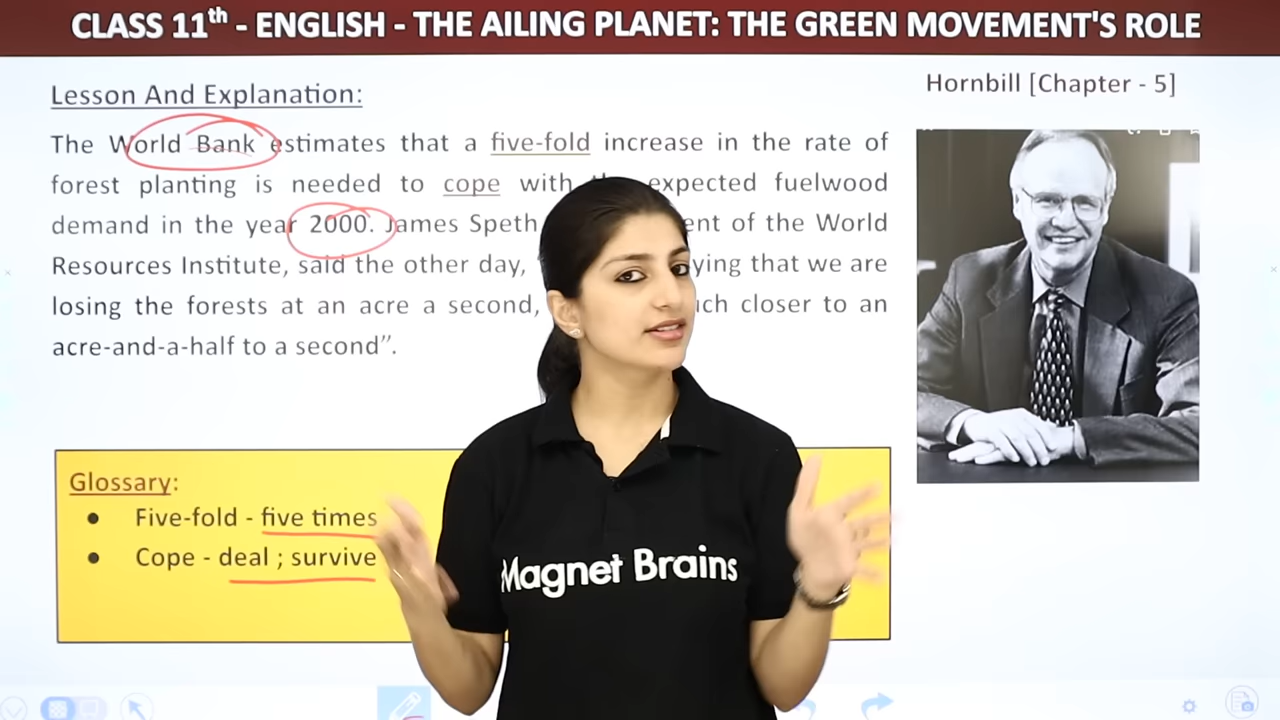 CLASS 11th - ENGLISH - THE AILING PLANET: THE GREEN MOVEMENT'S ROLE
Lesson And Explanation:
Hornbill [Chapter - 5]
The World Bank estimates that a five-fold increase in the rate of
forest planting is needed to cope with expected fuelwood
demand in the year 2000. James Speth of the World
Resources Institute, said the other day, that we are
losing the forests at an acre a second, closer to an
acre-and-a-half to a second”.
Glossary:
● Five-fold - five times
● Cope - deal ; survive
Magnet Brains